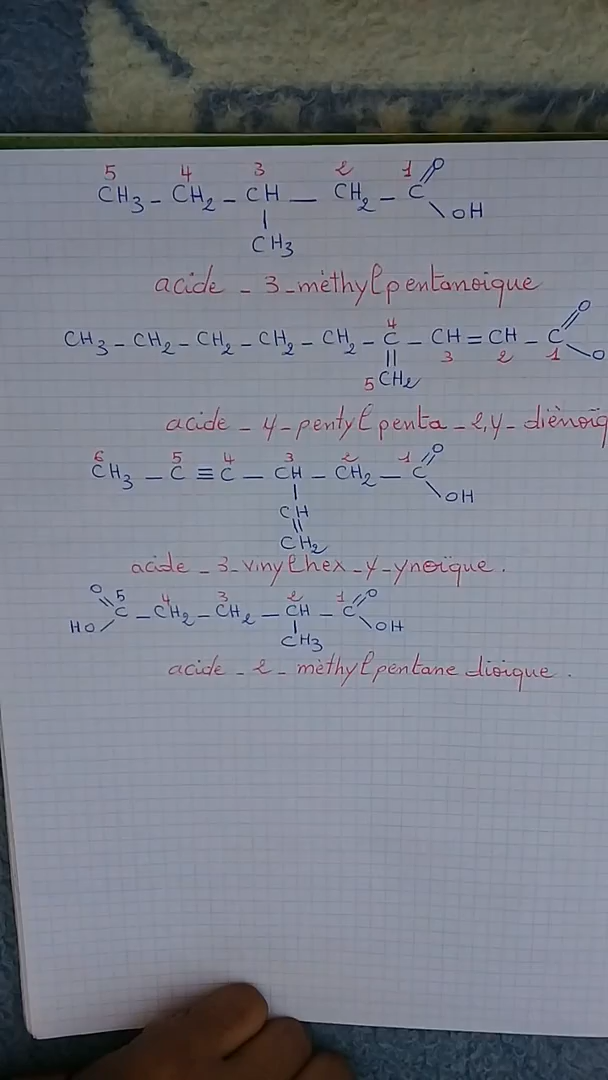 5 4 3 2 1 O
CH3 - CH2 - CH - CH2 - C
OH
CH3
acide - 3 - méthylpentanoique
4 O
CH3 - CH2 - CH2 - CH2 - CH2 - C - CH = CH - C
3 2 1 O
5 CH2
acide - 4 - pentylpenta - 2,4 - diènoïq
6 5 4 3 2 1 O
CH3 - C ≡ C - CH - CH2 - C
OH
CH
CH2
acide - 3 - vinylhex - 4 - ynoïque .
O 5 4 3 2 1 O
C - CH2 - CH2 - CH - C
HO OH
CH3
acide - 2 - méthylpentane dioique .